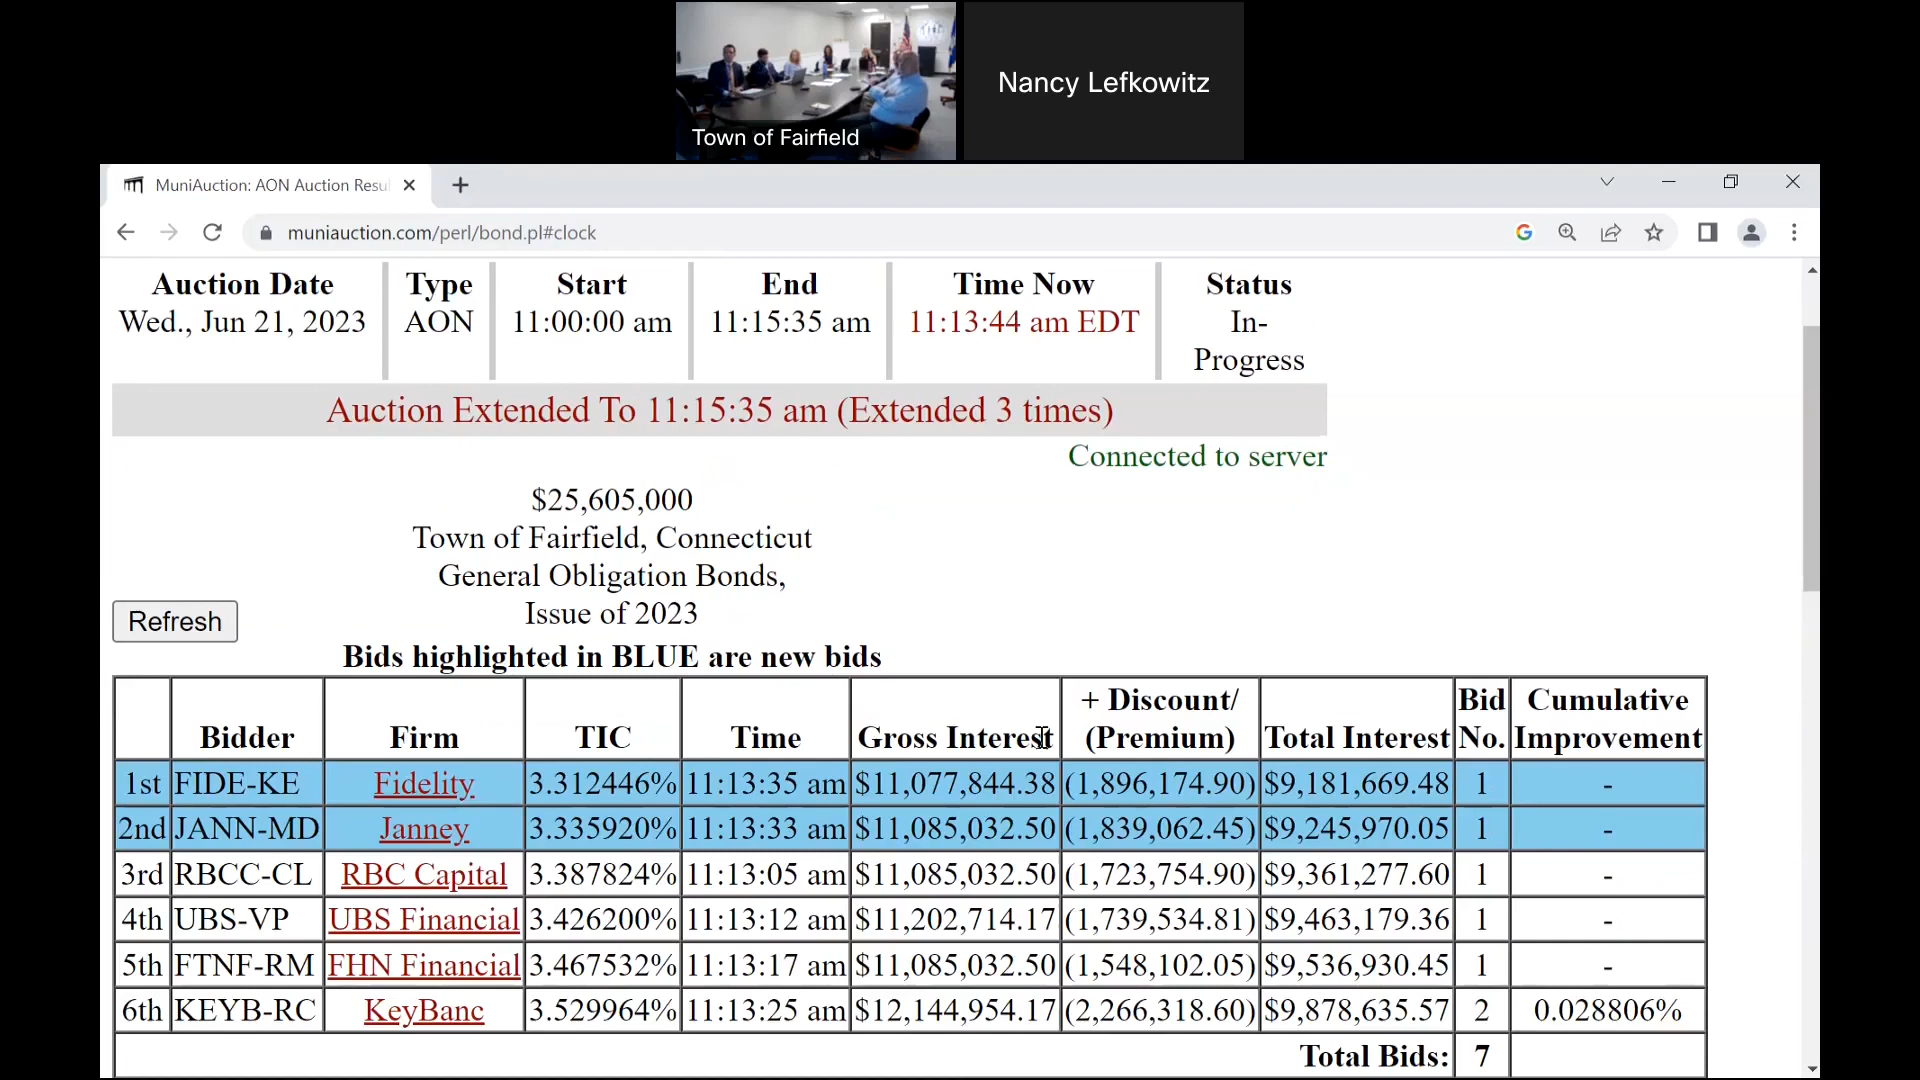 Town of Fairfield
Nancy Lefkowitz
MuniAuction: AON Auction Resu
muniauction.com/perl/bond.pl#clock
Auction Date Type Start End Time Now Status
Wed., Jun 21, 2023 AON 11:00:00 am 11:15:35 am 11:13:44 am EDT In-
Progress
Auction Extended To 11:15:35 am (Extended 3 times)
Connected to server
$25,605,000
Town of Fairfield, Connecticut
General Obligation Bonds,
Issue of 2023
Refresh
Bids highlighted in BLUE are new bids
+ Discount/ Bid Cumulative
Bidder Firm TIC Time Gross Interest (Premium) Total Interest No. Improvement
1st FIDE-KE Fidelity 3.312446% 11:13:35 am $11,077,844.38 (1,896,174.90) $9,181,669.48 1 -
2nd JANN-MD Janney 3.335920% 11:13:33 am $11,085,032.50 (1,839,062.45) $9,245,970.05 1 -
3rd RBCC-CL RBC Capital 3.387824% 11:13:05 am $11,085,032.50 (1,723,754.90) $9,361,277.60 1 -
4th UBS-VP UBS Financial 3.426200% 11:13:12 am $11,202,714.17 (1,739,534.81) $9,463,179.36 1 -
5th FTNF-RM FHN Financial 3.467532% 11:13:17 am $11,085,032.50 (1,548,102.05) $9,536,930.45 1 -
6th KEYB-RC KeyBanc 3.529964% 11:13:25 am $12,144,954.17 (2,266,318.60) $9,878,635.57 2 0.028806%
Total Bids: 7